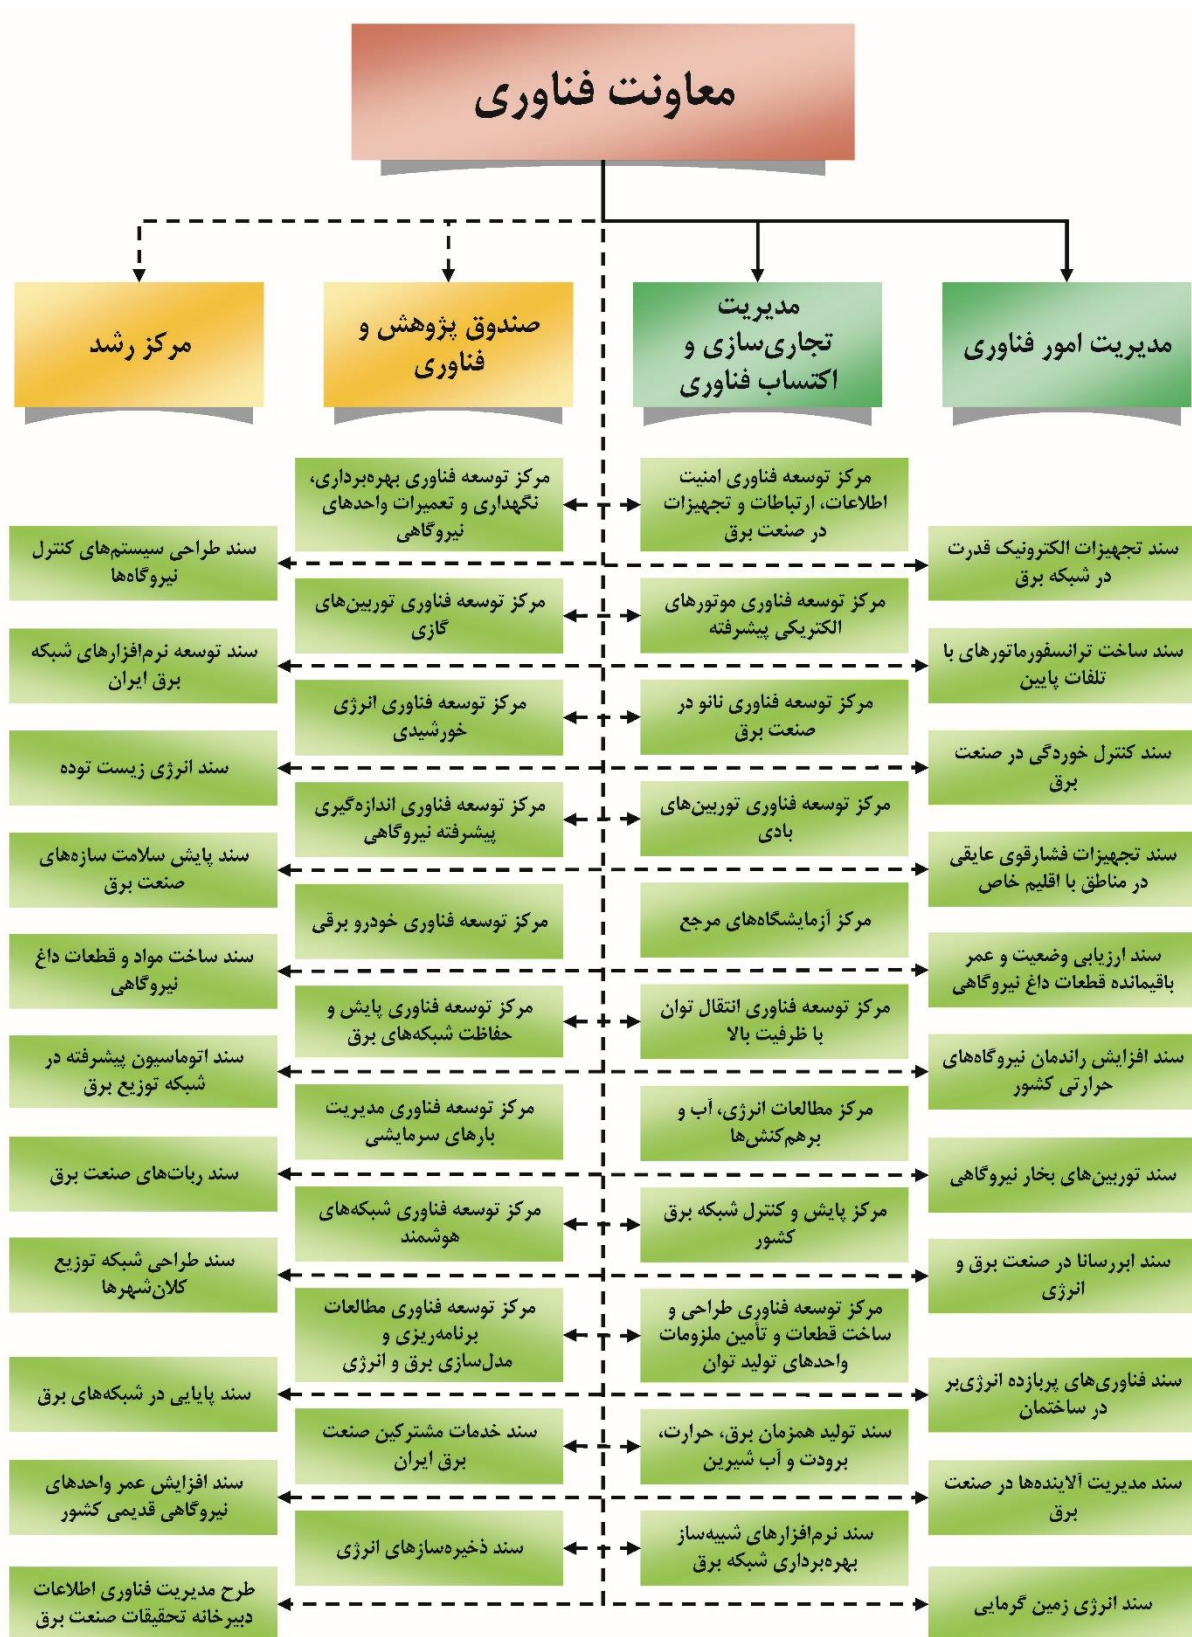 معاونت فناوری
مدیریت امور فناوری
مدیریت
تجاری‌سازی و
اکتساب فناوری
صندوق پژوهش و
فناوری
مرکز رشد
مرکز توسعه فناوری امنیت
اطلاعات، ارتباطات و تجهیزات
در صنعت برق
مرکز توسعه فناوری بهره‌برداری،
نگهداری و تعمیرات واحدهای
نیروگاهی
سند تجهیزات الکترونیک قدرت
در شبکه برق
سند طراحی سیستم‌های کنترل
نیروگاه‌ها
مرکز توسعه فناوری موتورهای
الکتریکی پیشرفته
مرکز توسعه فناوری توربین‌های
گازی
سند ساخت ترانسفورماتورهای با
تلفات پایین
سند توسعه نرم‌افزارهای شبکه
برق ایران
مرکز توسعه فناوری نانو در
صنعت برق
مرکز توسعه فناوری انرژی
خورشیدی
سند کنترل خوردگی در صنعت
برق
سند انرژی زیست توده
مرکز توسعه فناوری توربین‌های
بادی
مرکز توسعه فناوری اندازه‌گیری
پیشرفته نیروگاهی
سند تجهیزات فشارقوی عایقی
در مناطق با اقلیم خاص
سند پایش سلامت سازه‌های
صنعت برق
مرکز آزمایشگاه‌های مرجع
مرکز توسعه فناوری خودرو برقی
سند ارزیابی وضعیت و عمر
باقیمانده قطعات داغ نیروگاهی
سند ساخت مواد و قطعات داغ
نیروگاهی
مرکز توسعه فناوری انتقال توان
با ظرفیت بالا
مرکز توسعه فناوری پایش و
حفاظت شبکه‌های برق
سند افزایش راندمان نیروگاه‌های
حرارتی کشور
سند اتوماسیون پیشرفته در
شبکه توزیع برق
مرکز مطالعات انرژی، آب و
برهم‌کنش‌ها
مرکز توسعه فناوری مدیریت
بارهای سرمایشی
سند توربین‌های بخار نیروگاهی
سند ربات‌های صنعت برق
مرکز پایش و کنترل شبکه برق
کشور
مرکز توسعه فناوری شبکه‌های
هوشمند
سند ابررسانا در صنعت برق و
انرژی
سند طراحی شبکه توزیع
کلان‌شهرها
مرکز توسعه فناوری طراحی و
ساخت قطعات و تأمین ملزومات
واحدهای تولید توان
مرکز توسعه فناوری مطالعات
برنامه‌ریزی و
مدل‌سازی برق و انرژی
سند فناوری‌های پربازده انرژی‌بر
در ساختمان
سند پایایی در شبکه‌های برق
سند تولید همزمان برق، حرارت،
برودت و آب شیرین
سند خدمات مشترکین صنعت
برق ایران
سند مدیریت آلاینده‌ها در صنعت
برق
سند افزایش عمر واحدهای
نیروگاهی قدیمی کشور
سند نرم‌افزارهای شبیه‌ساز
بهره‌برداری شبکه برق
سند ذخیره‌سازهای انرژی
سند انرژی زمین گرمایی
طرح مدیریت فناوری اطلاعات
دبیرخانه تحقیقات صنعت برق